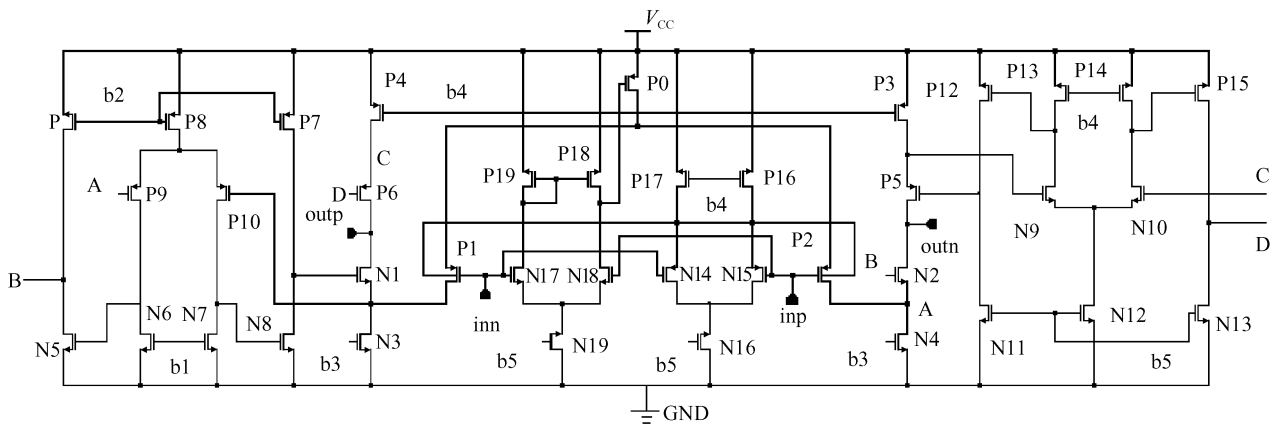 V_CC
P4
b4
P0
P3
P12
P13
P14
P15
b2
P
P8
P7
b4
C
P18
A
P9
D
P6
P19
P17
P16
P5
C
P10
outp
b4
N9
N10
P1
P2
outn
D
B
N1
N17
N18
N14
N15
B
N2
A
inn
inp
N6
N7
N8
N5
N3
N19
N16
N4
N11
N12
N13
b1
b3
b5
b5
b3
b5
GND